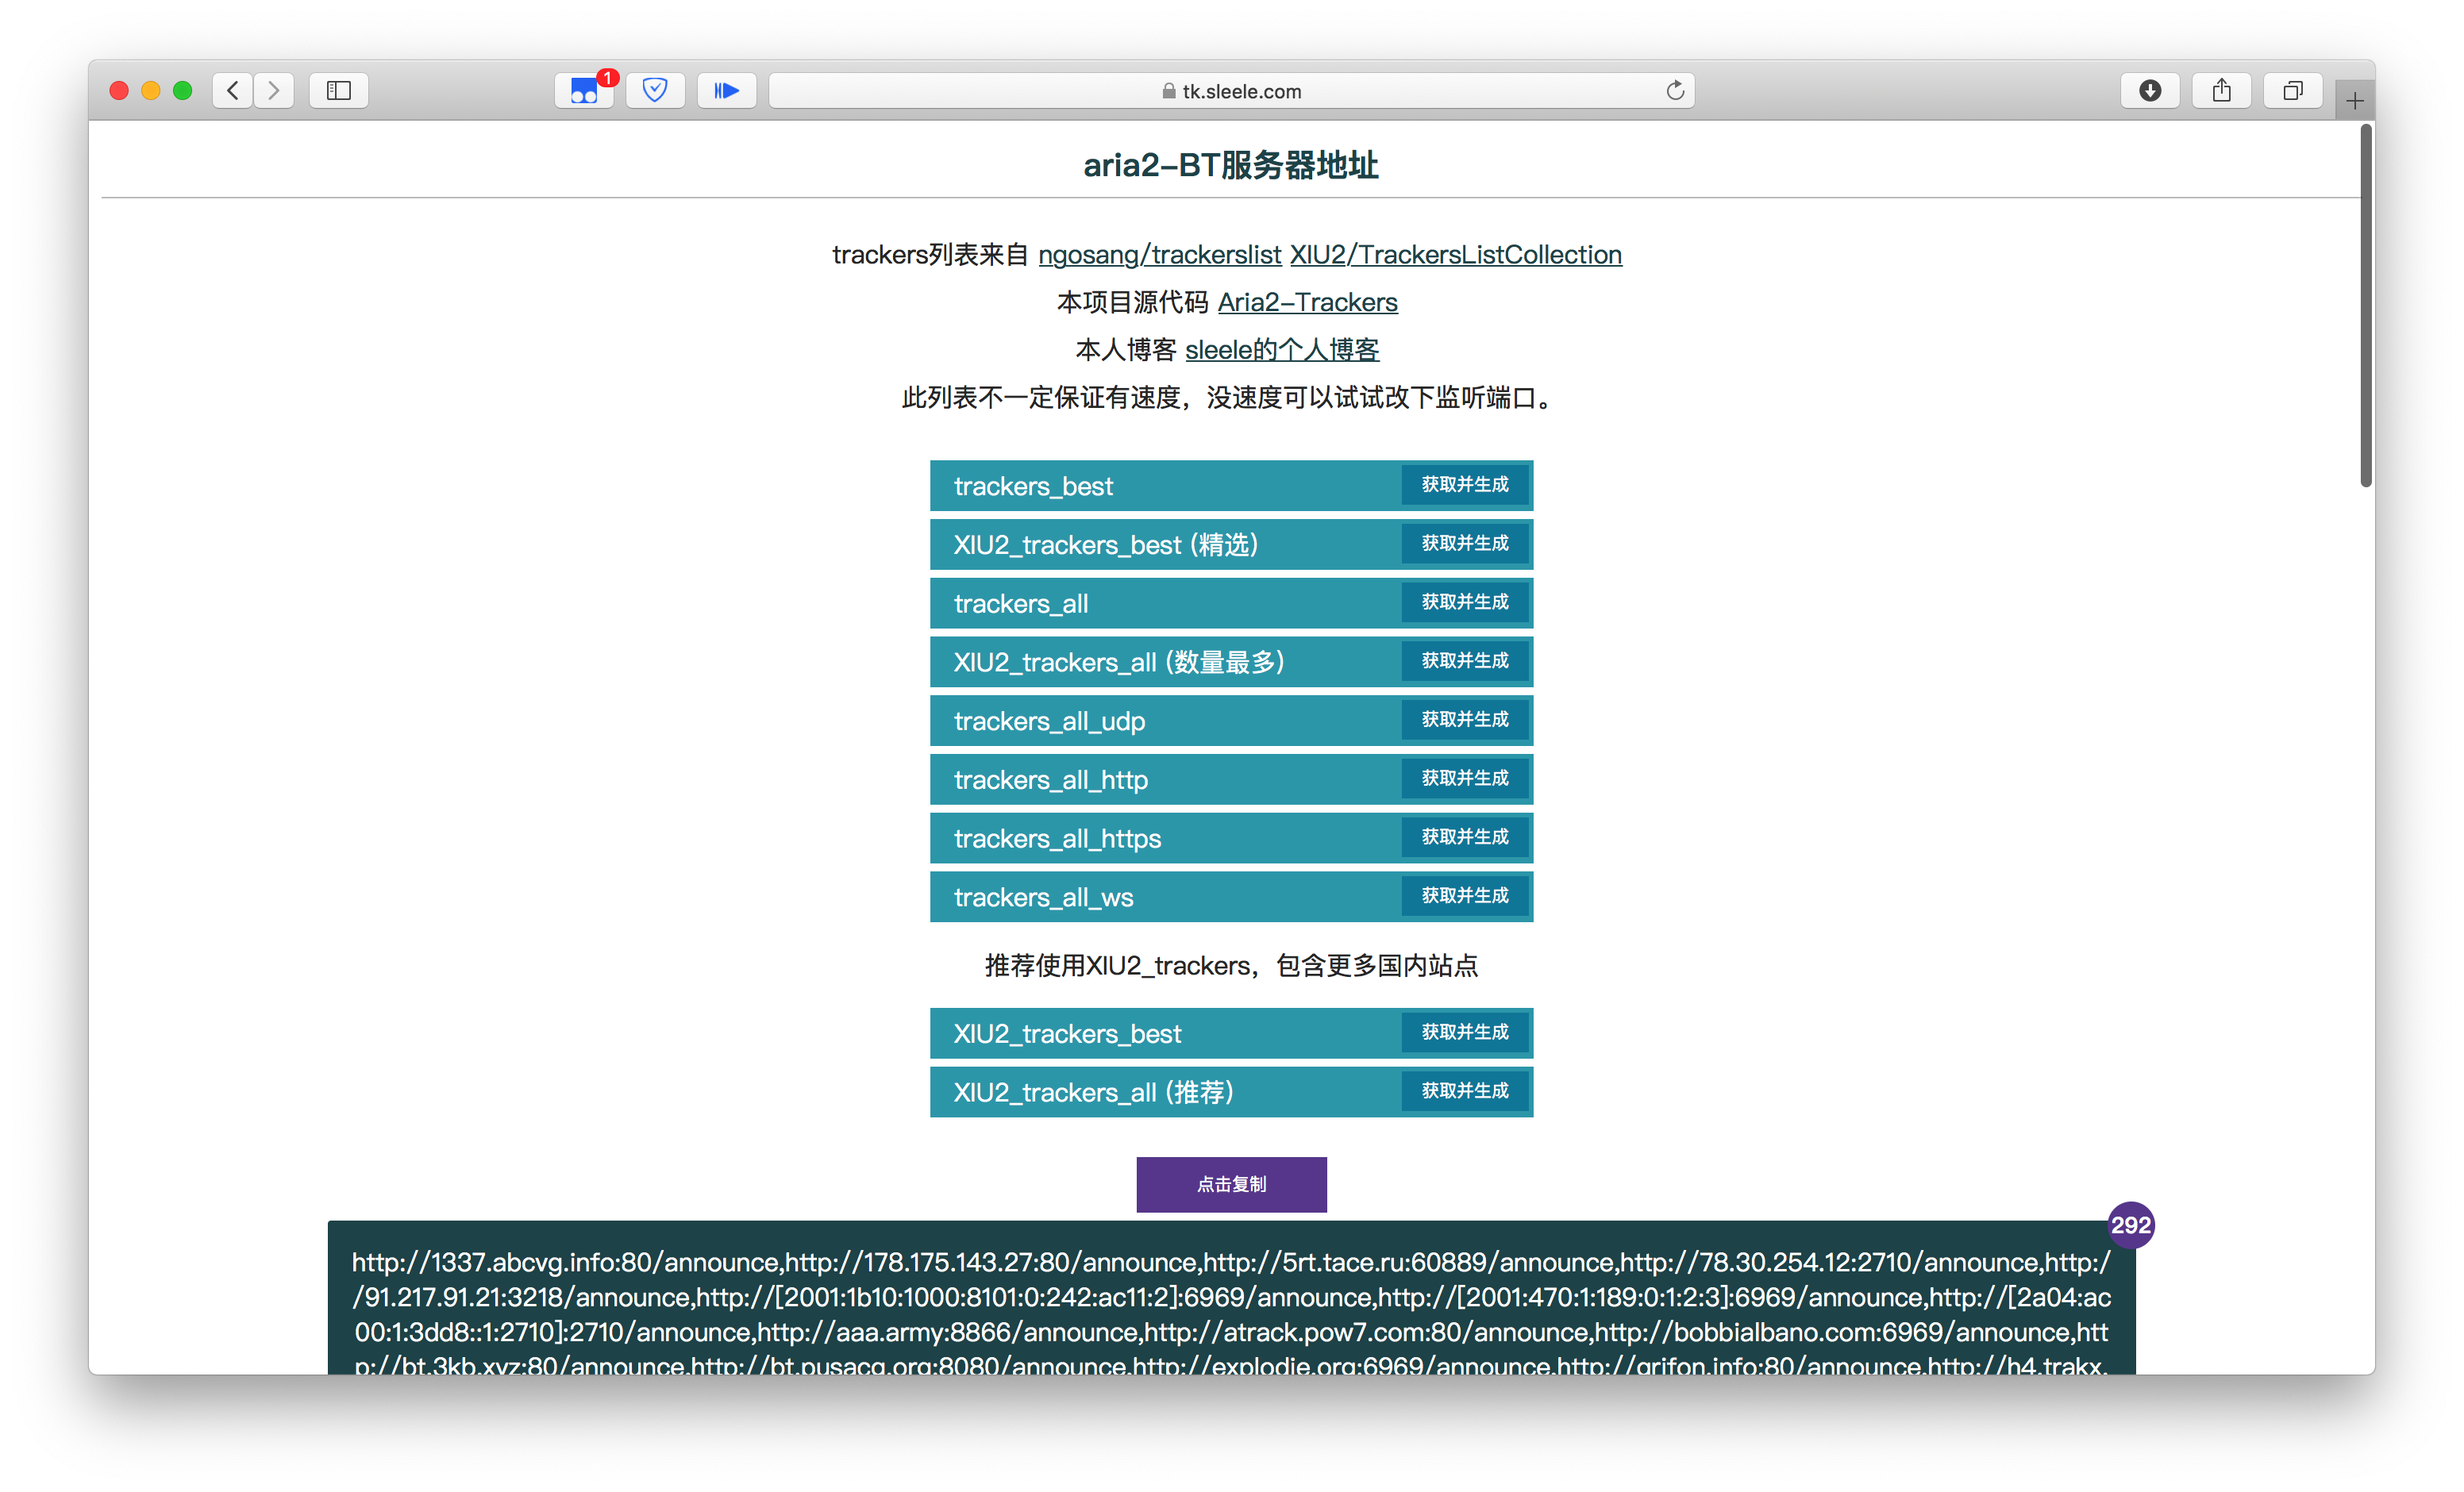 1
tk.sleele.com
aria2-BT服务器地址
trackers列表来自 ngosang/trackerslist XIU2/TrackersListCollection
本项目源代码 Aria2-Trackers
本人博客 sleele的个人博客
此列表不一定保证有速度，没速度可以试试改下监听端口。
trackers_best 获取并生成
XIU2_trackers_best (精选) 获取并生成
trackers_all 获取并生成
XIU2_trackers_all (数量最多) 获取并生成
trackers_all_udp 获取并生成
trackers_all_http 获取并生成
trackers_all_https 获取并生成
trackers_all_ws 获取并生成
推荐使用XIU2_trackers，包含更多国内站点
XIU2_trackers_best 获取并生成
XIU2_trackers_all (推荐) 获取并生成
点击复制
292
http://1337.abcvg.info:80/announce,http://178.175.143.27:80/announce,http://5rt.tace.ru:60889/announce,http://78.30.254.12:2710/announce,http:/
/91.217.91.21:3218/announce,http://[2001:1b10:1000:8101:0:242:ac11:2]:6969/announce,http://[2001:470:1:189:0:1:2:3]:6969/announce,http://[2a04:ac
00:1:3dd8::1:2710]:2710/announce,http://aaa.army:8866/announce,http://atrack.pow7.com:80/announce,http://bobbialbano.com:6969/announce,htt
p://bt.3kb.xyz:80/announce,http://bt.pusacg.org:8080/announce,http://explodie.org:6969/announce,http://grifon.info:80/announce,http://h4.trakx.